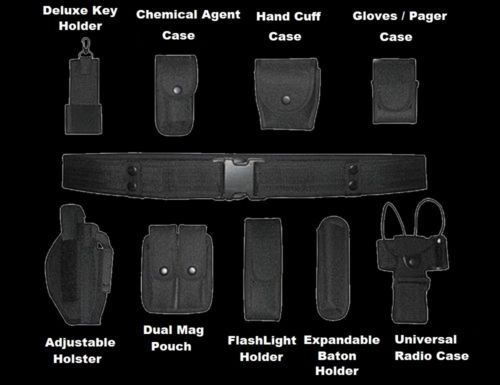 Deluxe Key
Holder
Chemical Agent
Case
Hand Cuff
Case
Gloves / Pager
Case
Adjustable
Holster
Dual Mag
Pouch
FlashLight
Holder
Expandable
Baton
Holder
Universal
Radio Case